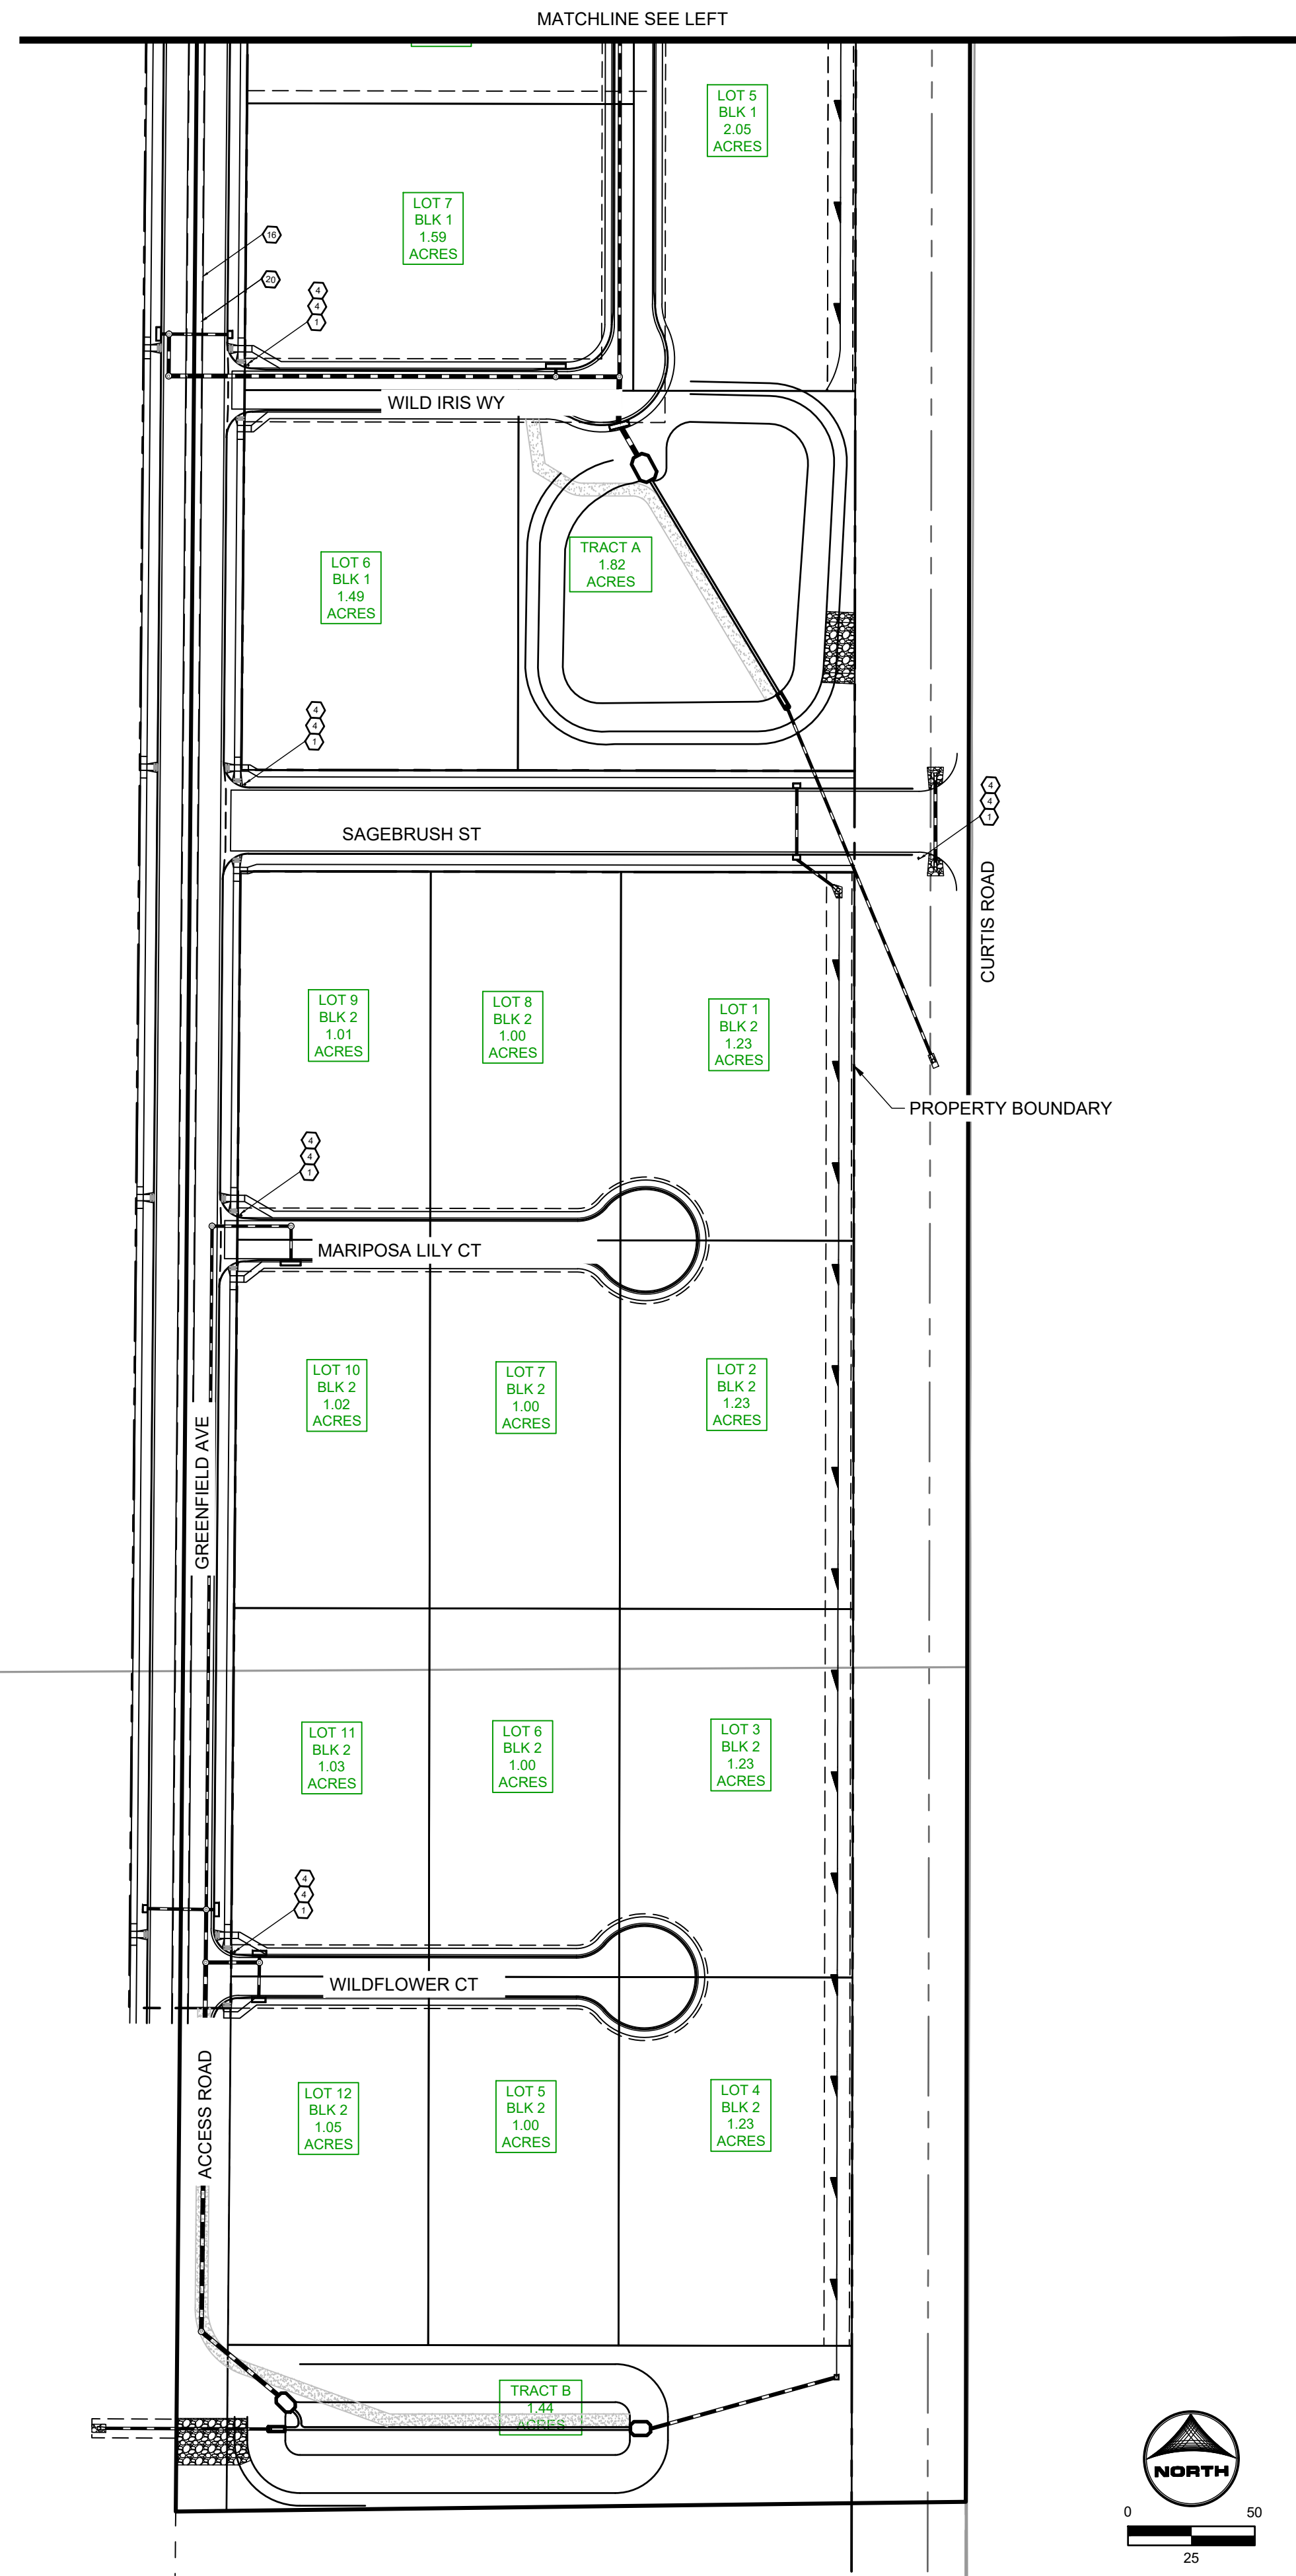 MATCHLINE SEE LEFT
LOT 5
BLK 1
2.05
ACRES
LOT 7
BLK 1
1.59
ACRES
16
20
4
4
1
WILD IRIS WY
TRACT A
1.82
ACRES
LOT 6
BLK 1
1.49
ACRES
4
4
1
4
4
1
SAGEBRUSH ST
CURTIS ROAD
LOT 9
BLK 2
1.01
ACRES
LOT 8
BLK 2
1.00
ACRES
LOT 1
BLK 2
1.23
ACRES
PROPERTY BOUNDARY
4
4
1
MARIPOSA LILY CT
LOT 10
BLK 2
1.02
ACRES
LOT 7
BLK 2
1.00
ACRES
LOT 2
BLK 2
1.23
ACRES
GREENFIELD AVE
LOT 11
BLK 2
1.03
ACRES
LOT 6
BLK 2
1.00
ACRES
LOT 3
BLK 2
1.23
ACRES
4
4
1
WILDFLOWER CT
ACCESS ROAD
LOT 12
BLK 2
1.05
ACRES
LOT 5
BLK 2
1.00
ACRES
LOT 4
BLK 2
1.23
ACRES
TRACT B
1.44
ACRES
NORTH
0
50
25